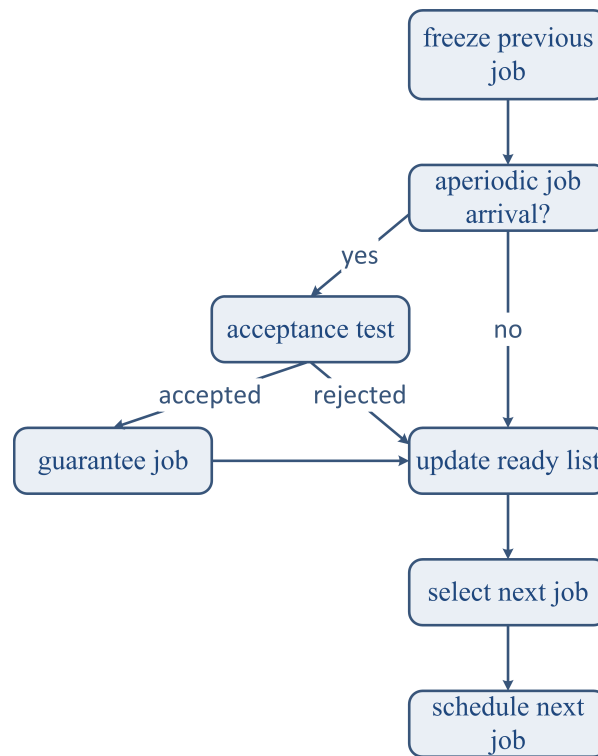 freeze previous
job
aperiodic job
arrival?
yes
acceptance test
no
accepted
rejected
guarantee job
update ready list
select next job
schedule next
job